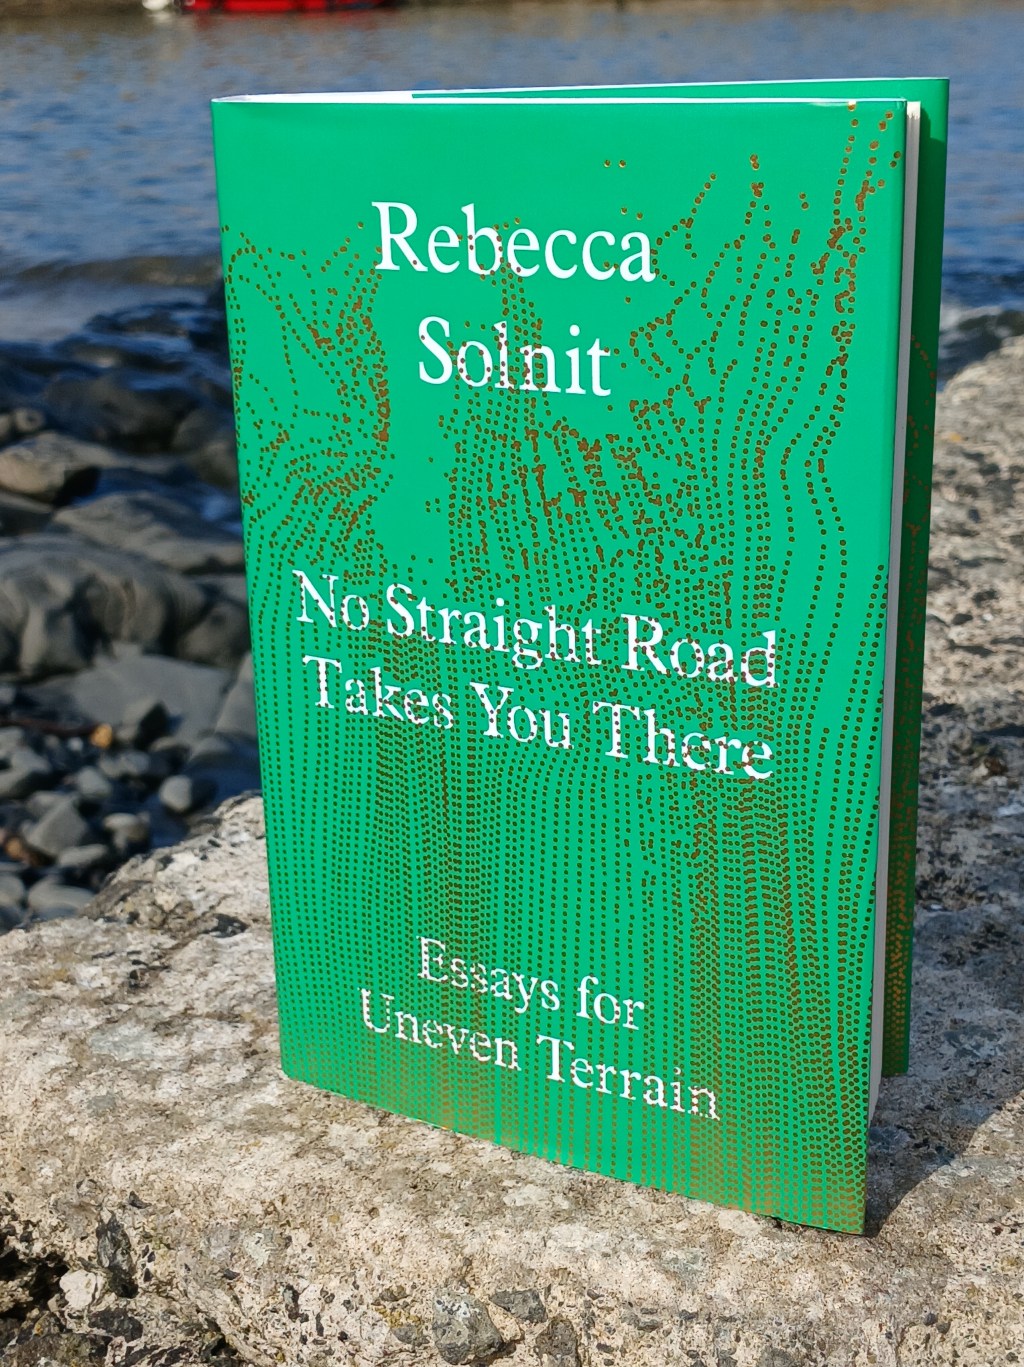 Rebecca
Solnit
No Straight Road
Takes You There
Essays for
Uneven Terrain